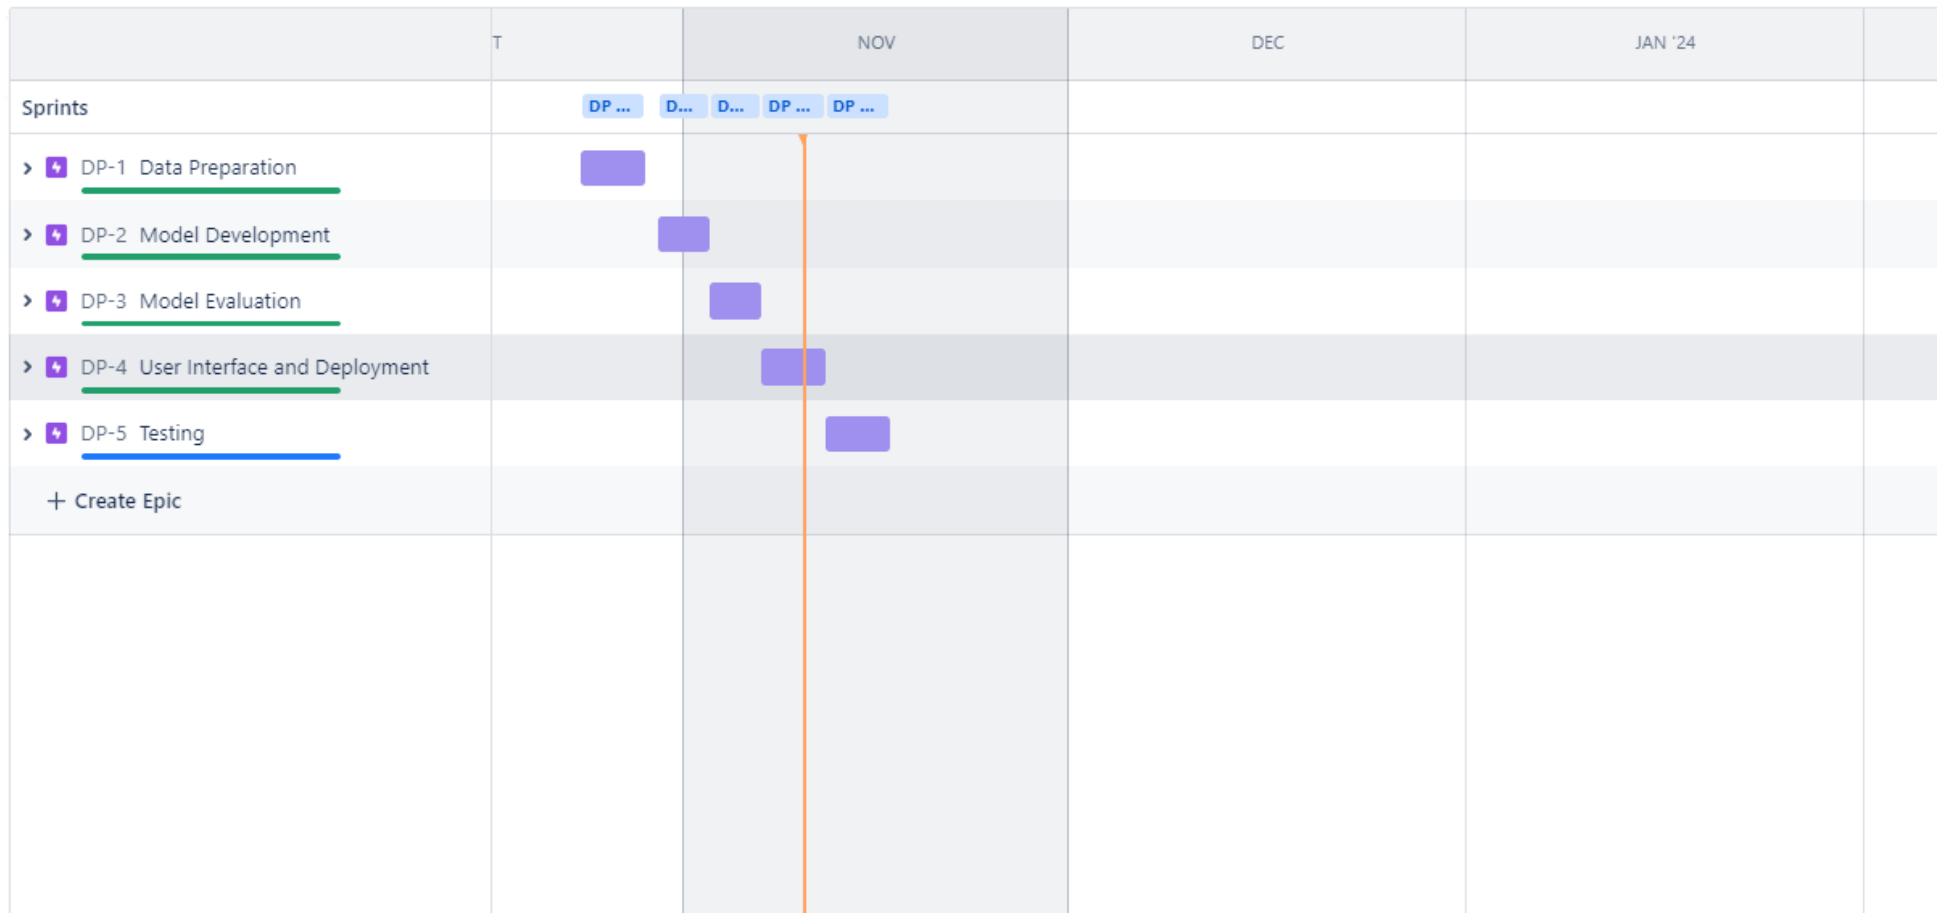 T NOV DEC JAN '24
Sprints DP ... D... D... DP ... DP ...
DP-1 Data Preparation
DP-2 Model Development
DP-3 Model Evaluation
DP-4 User Interface and Deployment
DP-5 Testing
+ Create Epic